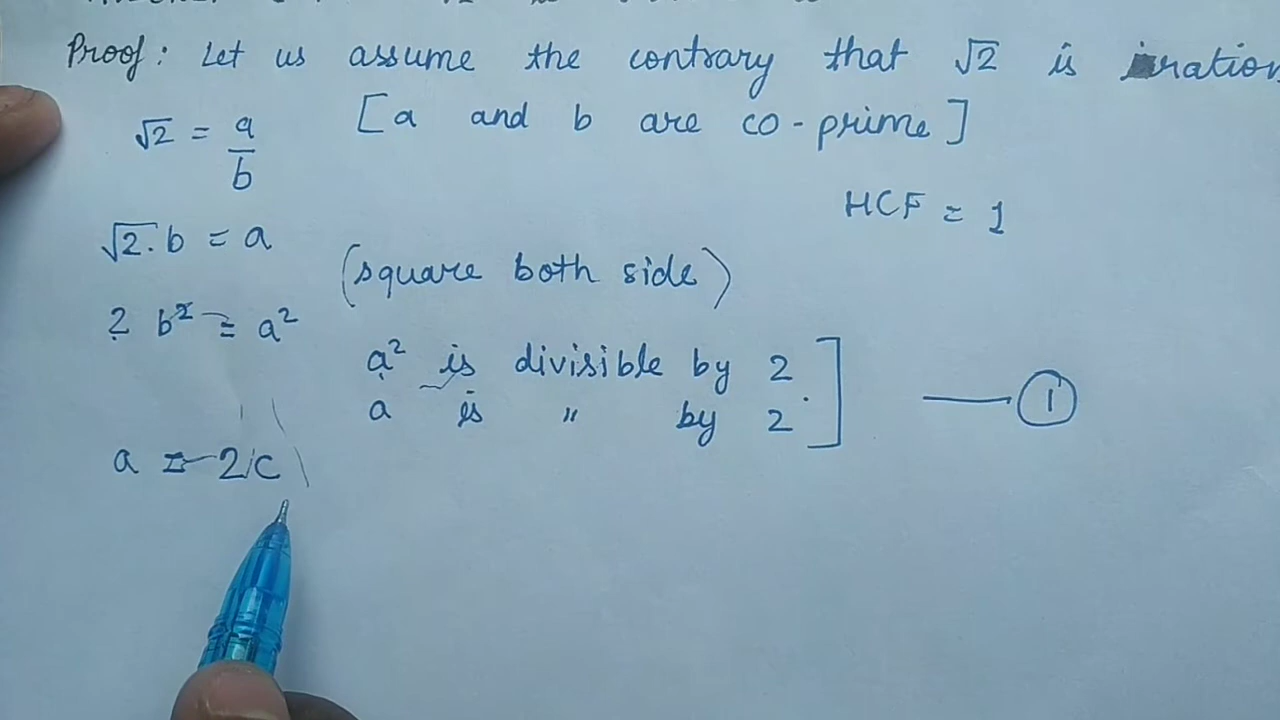 Proof: Let us assume the contrary that √2 is ration
√2 = a/b [a and b are co-prime]
HCF = 1
√2.b = a
(square both side)
2 b² = a²
a² is divisible by 2
a is " by 2.] —— ①
a = 2c